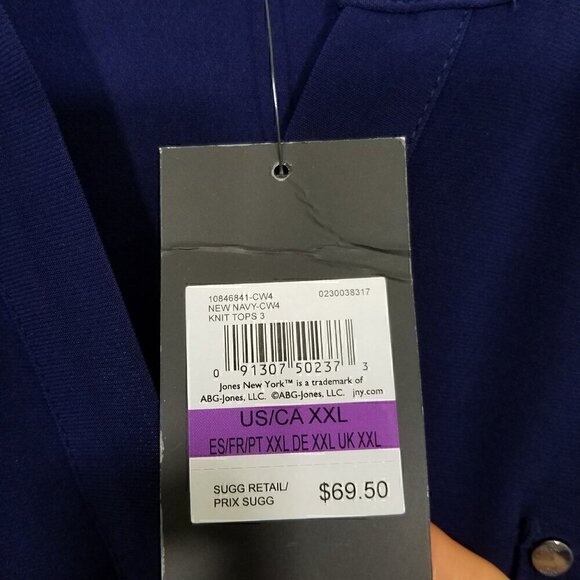 10846841-CW4 0230038317
NEW NAVY-CW4
KNIT TOPS 3
0 91307 50237 3
Jones New York™ is a trademark of
ABG-Jones, LLC. ©ABG-Jones, LLC. jny.com
US/CA XXL
ES/FR/PT XXL DE XXL UK XXL
SUGG RETAIL/ $69.50
PRIX SUGG